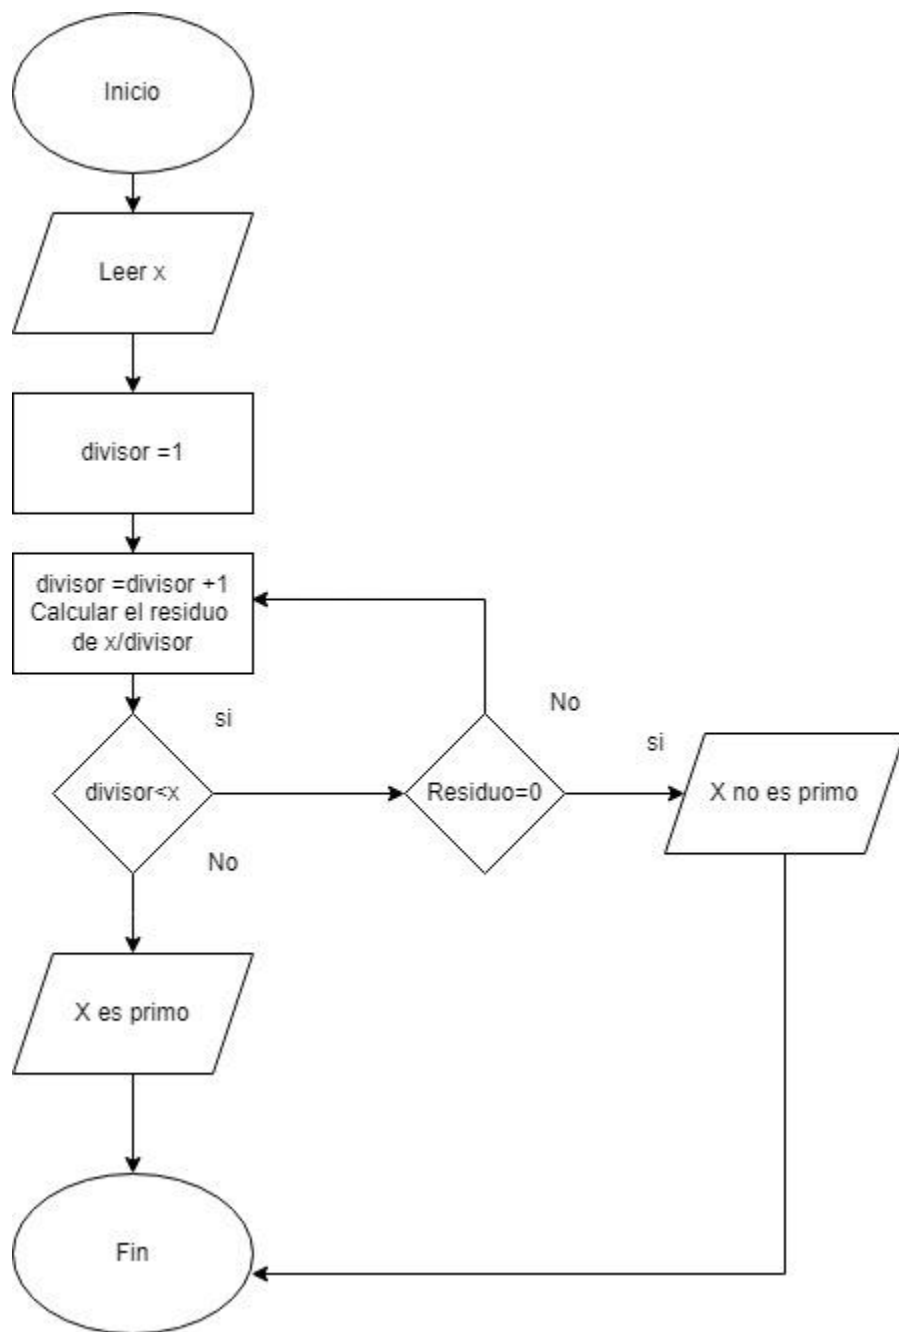 Inicio
Leer x
divisor =1
divisor =divisor +1
Calcular el residuo
de x/divisor
si
No
si
divisor<x
Residuo=0
X no es primo
No
X es primo
Fin